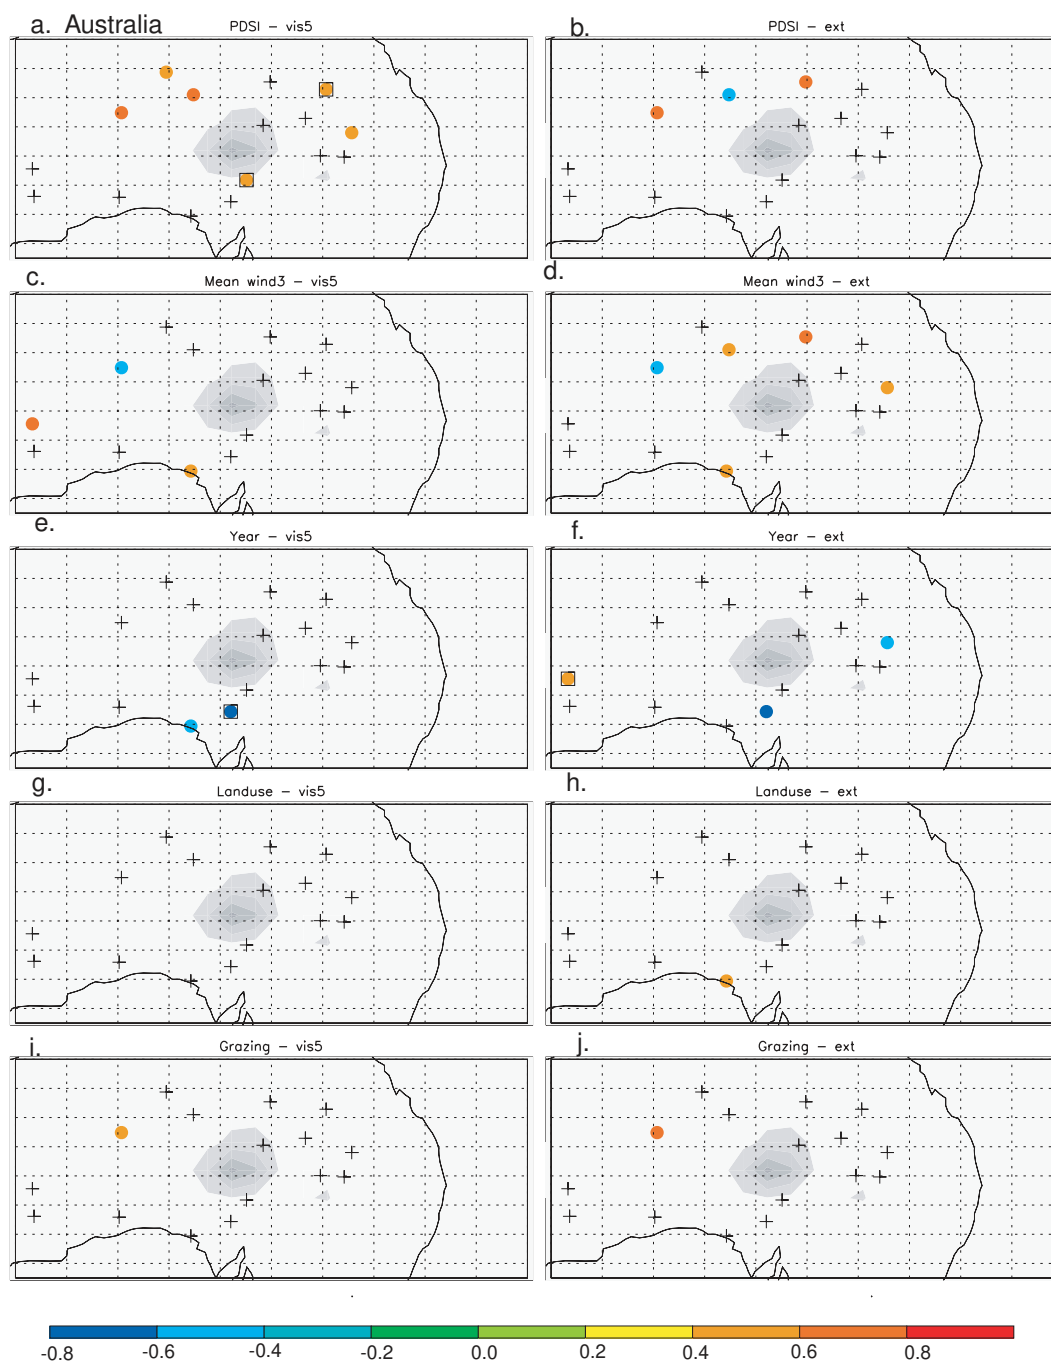 a. Australia
PDSI – vis5
b.
PDSI – ext
c.
Mean wind3 – vis5
d.
Mean wind3 – ext
e.
Year – vis5
f.
Year – ext
g.
Landuse – vis5
h.
Landuse – ext
i.
Grazing – vis5
j.
Grazing – ext
-0.8 -0.6 -0.4 -0.2 0.0 0.2 0.4 0.6 0.8